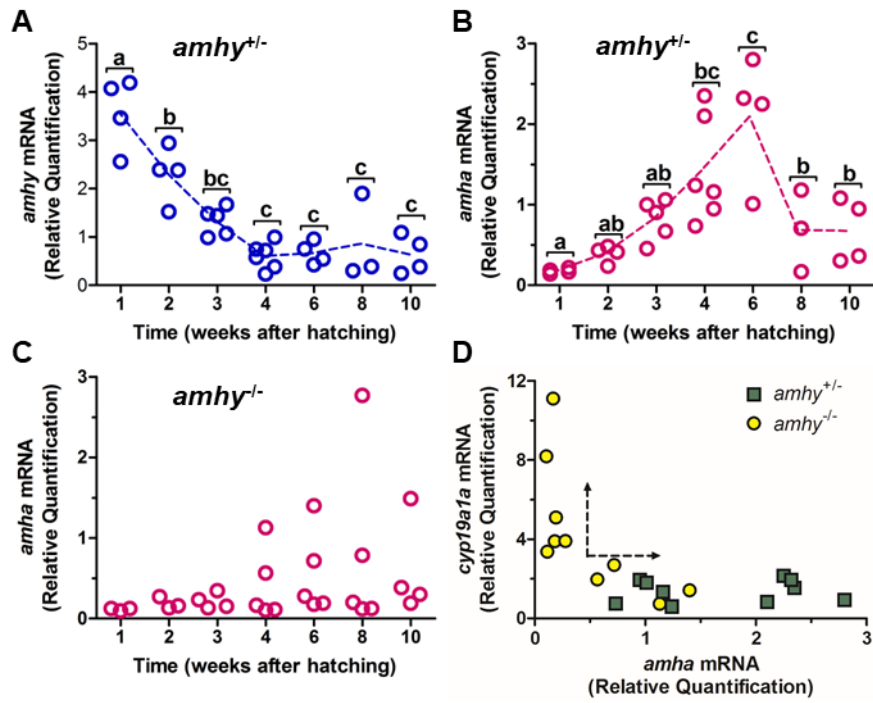 A
amhy+/-
amhy mRNA
(Relative Quantification)
5
4
3
2
1
0
a
b
bc
c
c
c
c
1 2 3 4 6 8 10
Time (weeks after hatching)
B
amhy+/-
amha mRNA
(Relative Quantification)
3
2
1
0
a
ab
ab
bc
c
b
b
1 2 3 4 6 8 10
Time (weeks after hatching)
C
amhy-/-
amha mRNA
(Relative Quantification)
3
2
1
0
1 2 3 4 6 8 10
Time (weeks after hatching)
D
cyp19a1a mRNA
(Relative Quantification)
12
8
4
0
amhy+/-
amhy-/-
0 1 2 3
amha mRNA
(Relative Quantification)